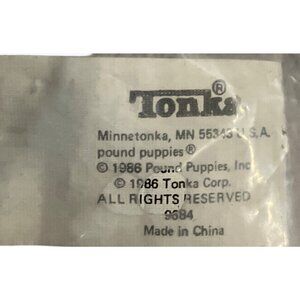 Tonka®
Minnetonka, MN 55343 U.S.A.
pound puppies®
© 1986 Pound Puppies, Inc
© 1986 Tonka Corp.
ALL RIGHTS RESERVED
9684
Made in China